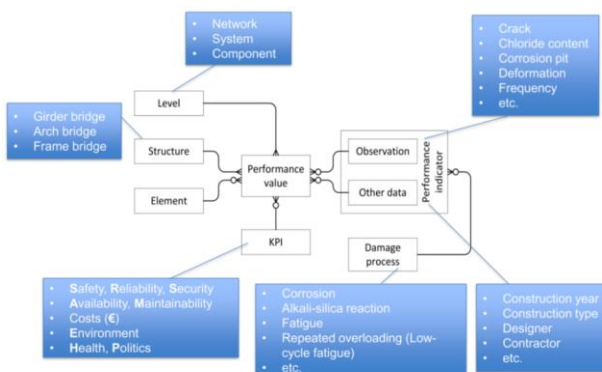 • Network
• System
• Component
• Crack
• Chloride content
• Corrosion pit
• Deformation
• Frequency
• etc.
• Girder bridge
• Arch bridge
• Frame bridge
Level
Structure
Element
Performance
value
KPI
Observation
Other data
Performance
indicator
Damage
process
• Safety, Reliability, Security
• Availability, Maintainability
• Costs (€)
• Environment
• Health, Politics
• Corrosion
• Alkali-silica reaction
• Fatigue
• Repeated overloading (Low-
cycle fatigue)
• etc.
• Construction year
• Construction type
• Designer
• Contractor
• etc.